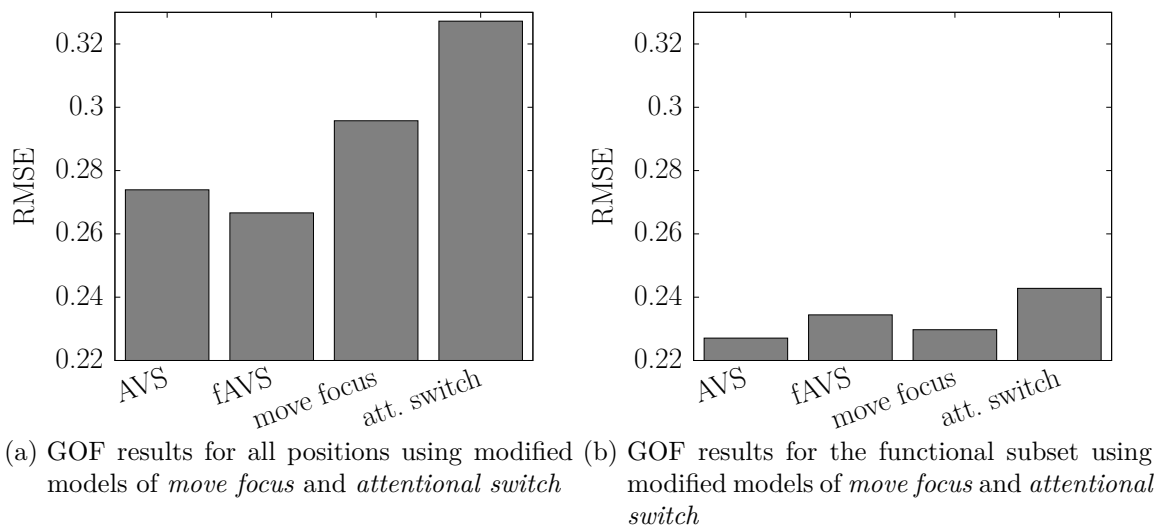 0.32
0.3
0.28
0.26
0.24
0.22
RMSE
AVS
fAVS
move focus
att. switch
(a) GOF results for all positions using modified
models of move focus and attentional switch
0.32
0.3
0.28
0.26
0.24
0.22
RMSE
AVS
fAVS
move focus
att. switch
(b) GOF results for the functional subset using
modified models of move focus and attentional
switch